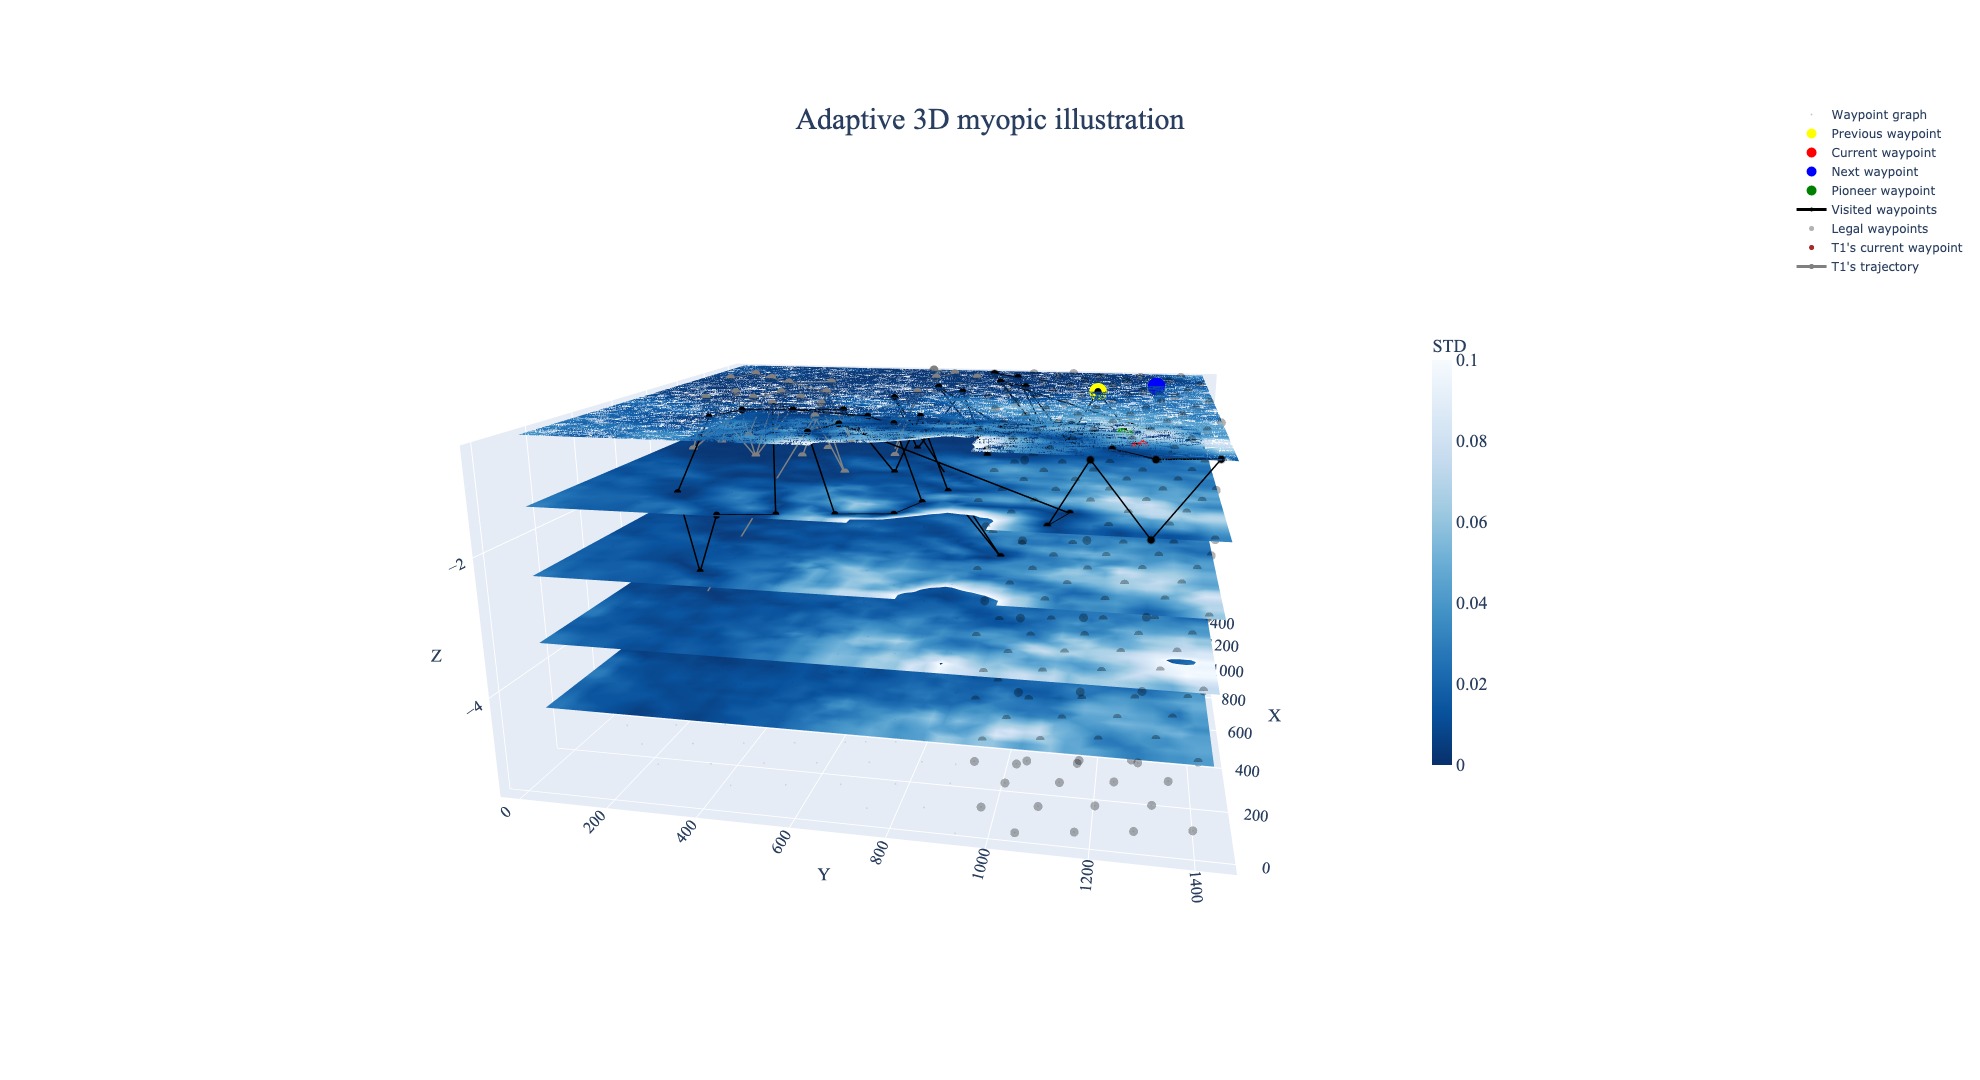 Adaptive 3D myopic illustration
Waypoint graph
Previous waypoint
Current waypoint
Next waypoint
Pioneer waypoint
Visited waypoints
Legal waypoints
T1's current waypoint
T1's trajectory
STD
0.1
0.08
0.06
0.04
0.02
0
−2
−4
Z
0
200
400
600
800
1000
1200
1400
Y
800
600
400
200
0
X